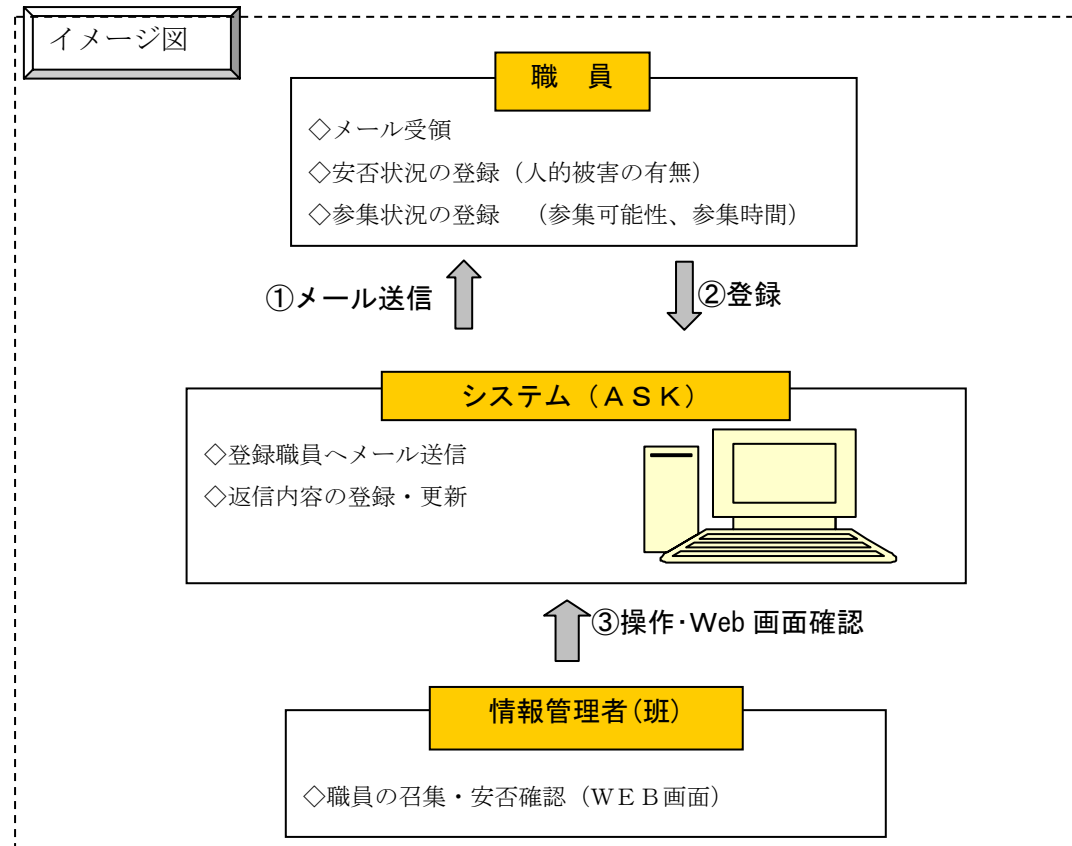 イメージ図
職　員
◇メール受領
◇安否状況の登録（人的被害の有無）
◇参集状況の登録　（参集可能性、参集時間）
①メール送信
②登録
システム（ＡＳＫ）
◇登録職員へメール送信
◇返信内容の登録・更新
③操作・Web 画面確認
情報管理者（班）
◇職員の召集・安否確認（ＷＥＢ画面）